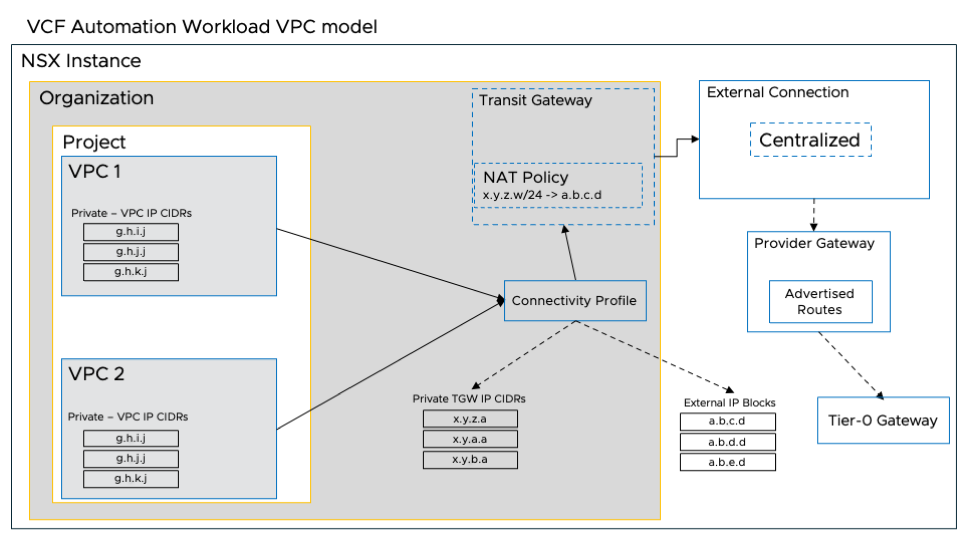 VCF Automation Workload VPC model
NSX Instance
Organization
Project
VPC 1
Private – VPC IP CIDRs
g.h.i.j
g.h.j.j
g.h.k.j
VPC 2
Private – VPC IP CIDRs
g.h.i.j
g.h.j.j
g.h.k.j
Transit Gateway
NAT Policy
x.y.z.w/24 -> a.b.c.d
Connectivity Profile
Private TGW IP CIDRs
x.y.z.a
x.y.a.a
x.y.b.a
External IP Blocks
a.b.c.d
a.b.d.d
a.b.e.d
External Connection
Centralized
Provider Gateway
Advertised
Routes
Tier-0 Gateway